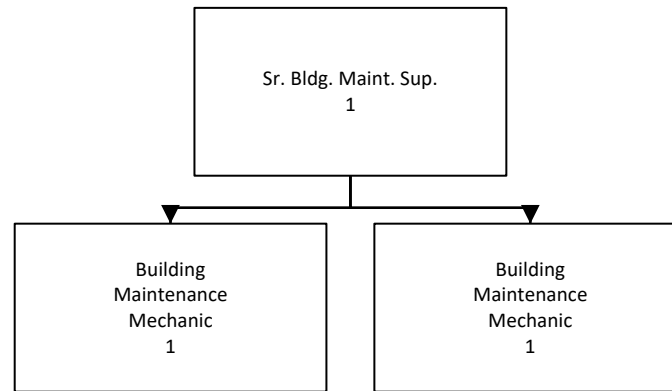 Sr. Bldg. Maint. Sup.
1
Building
Maintenance
Mechanic
1
Building
Maintenance
Mechanic
1